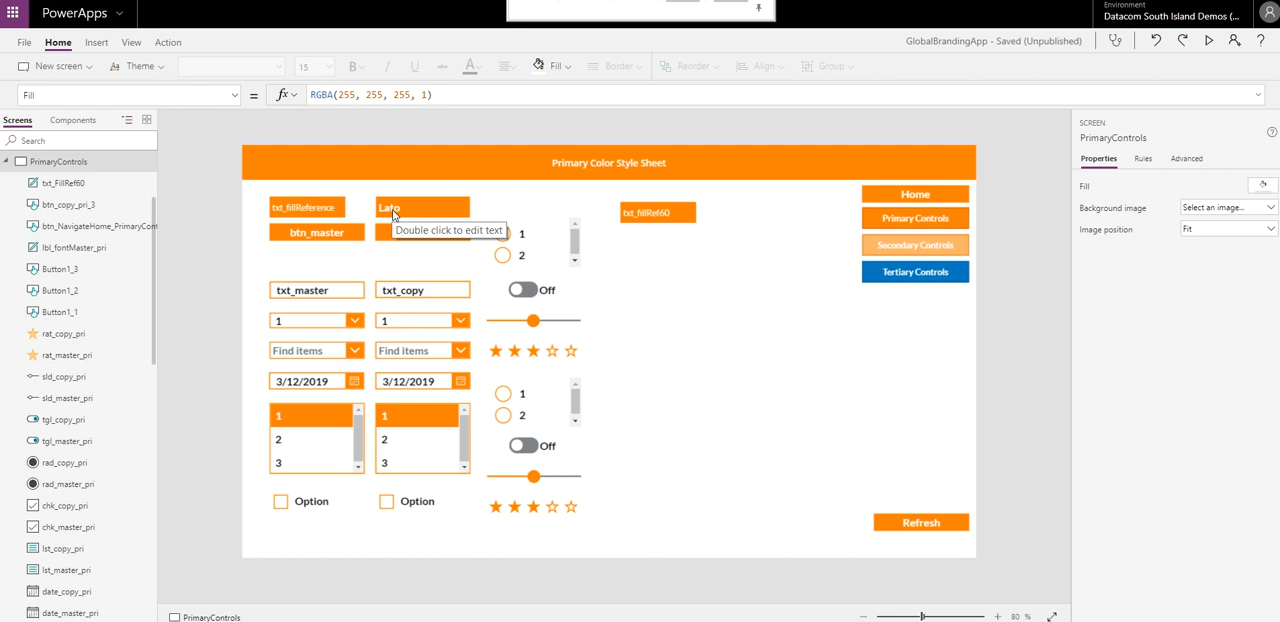 PowerApps
Environment
Datacom South Island Demos (...
File Home Insert View Action
GlobalBrandingApp - Saved (Unpublished)
New screen Theme 15 B / U abc A Fill Border Reorder Align Group
Fill = fx RGBA(255, 255, 255, 1)
Screens Components
Search
PrimaryControls
txt_FillRef60
btn_copy_pri_3
btn_NavigateHome_PrimaryCont
lbl_fontMaster_pri
Button1_3
Button1_2
Button1_1
rat_copy_pri
rat_master_pri
sld_copy_pri
sld_master_pri
tgl_copy_pri
tgl_master_pri
rad_copy_pri
rad_master_pri
chk_copy_pri
chk_master_pri
lst_copy_pri
lst_master_pri
date_copy_pri
date_master_pri
Primary Color Style Sheet
txt_fillReference Lato
txt_fillRef60
btn_master
Double click to edit text
1
2
txt_master txt_copy Off
1 1
Find items Find items
3/12/2019 3/12/2019
1 1
2 2
3 3
1
2
Off
Option Option
Home
Primary Controls
Secondary Controls
Tertiary Controls
Refresh
SCREEN
PrimaryControls
Properties Rules Advanced
Fill
Background image Select an image...
Image position Fit
PrimaryControls
80 %